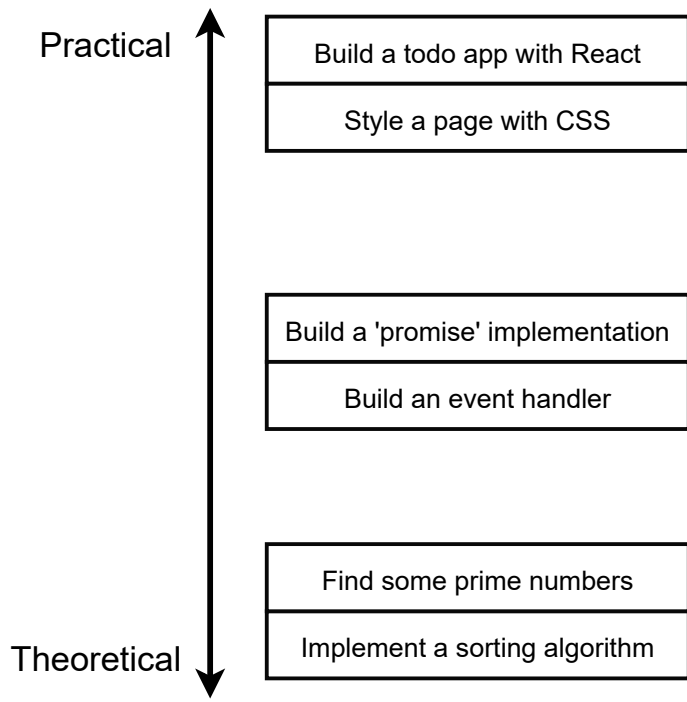 Practical
Build a todo app with React
Style a page with CSS
Build a 'promise' implementation
Build an event handler
Find some prime numbers
Implement a sorting algorithm
Theoretical